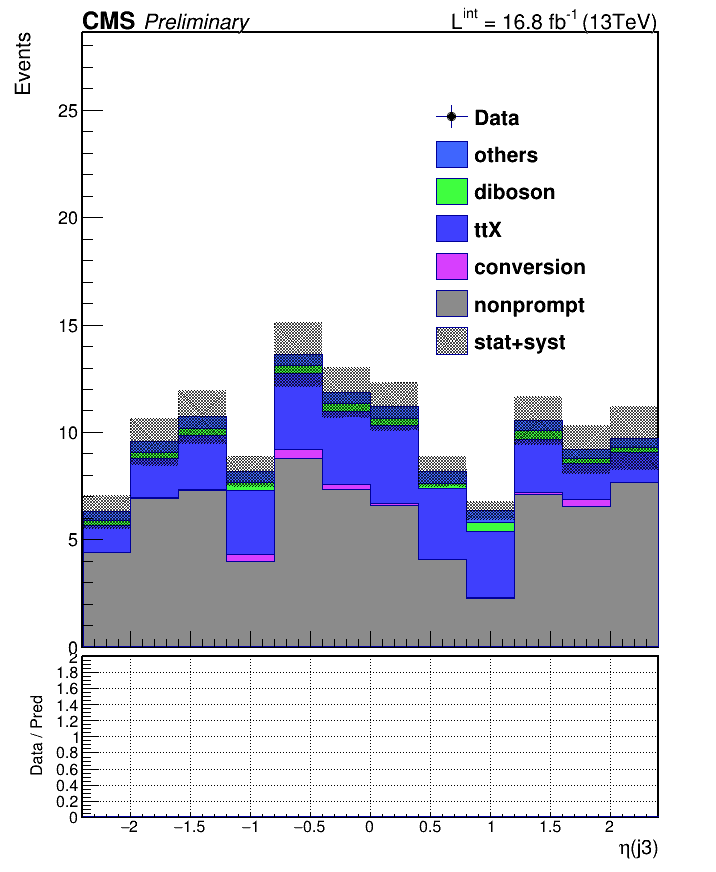 CMS Preliminary L^int = 16.8 fb^-1 (13TeV)
Events
25
20
15
10
5
0
Data
others
diboson
ttX
conversion
nonprompt
stat+syst
Data / Pred
2
1.8
1.6
1.4
1.2
1
0.8
0.6
0.4
0.2
0
−2 −1.5 −1 −0.5 0 0.5 1 1.5 2
η(j3)